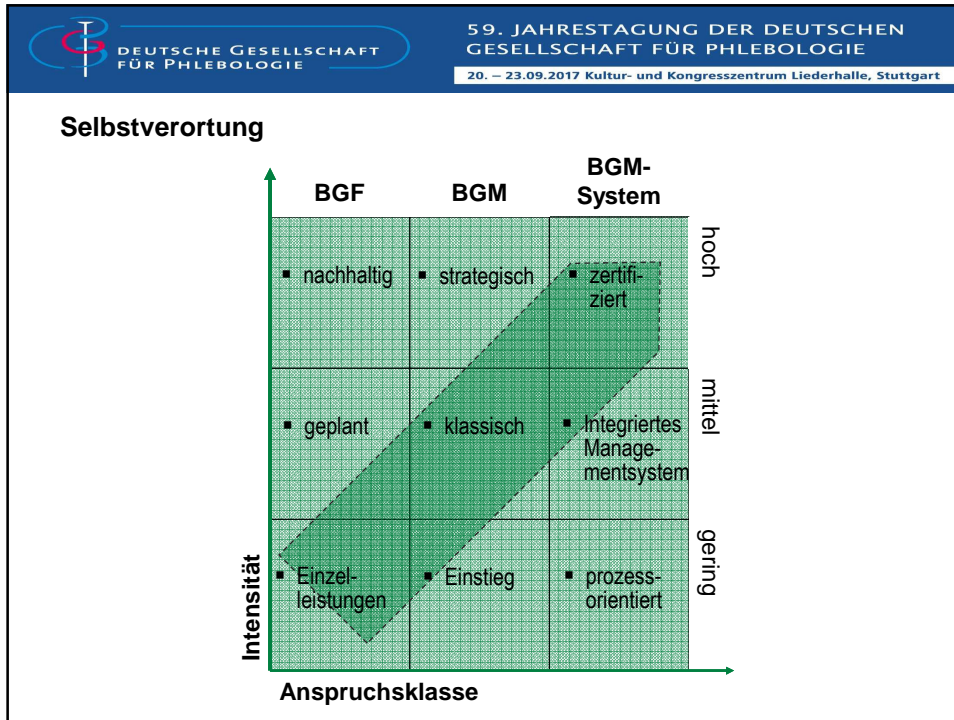 DEUTSCHE GESELLSCHAFT
FÜR PHLEBOLOGIE
59. JAHRESTAGUNG DER DEUTSCHEN
GESELLSCHAFT FÜR PHLEBOLOGIE
20. – 23.09.2017 Kultur- und Kongresszentrum Liederhalle, Stuttgart
Selbstverortung
BGF
BGM
BGM-
System
hoch
▪ nachhaltig
▪ strategisch
▪ zertifi-
ziert
mittel
▪ geplant
▪ klassisch
▪ Integriertes
Manage-
mentsystem
gering
▪ Einzel-
leistungen
▪ Einstieg
▪ prozess-
orientiert
Intensität
Anspruchsklasse